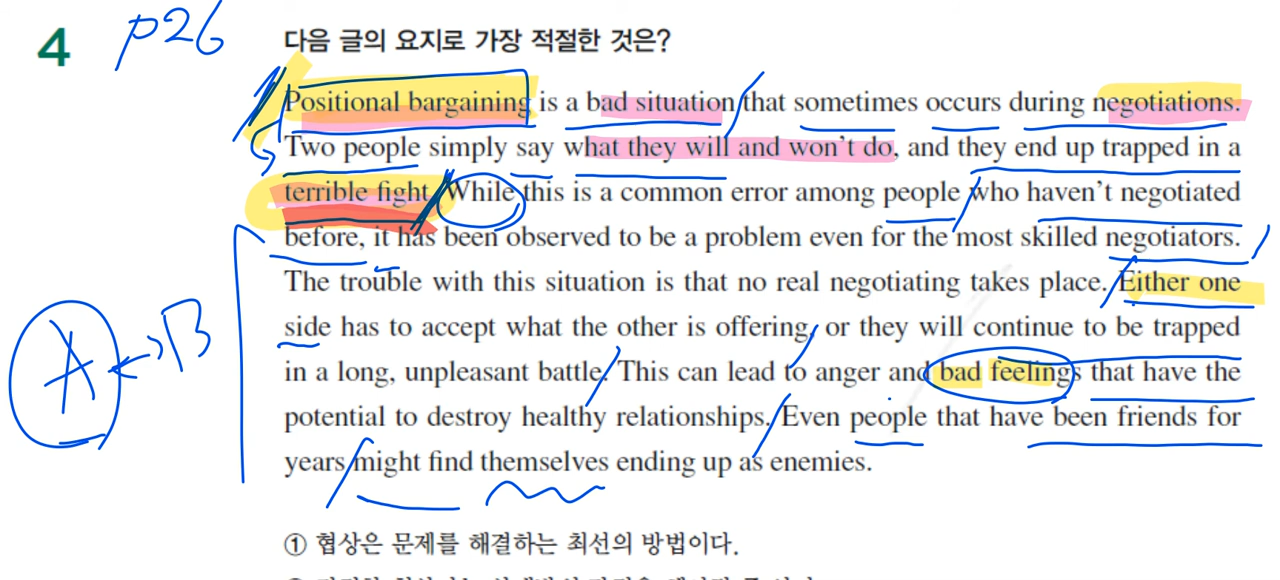 4 p26 다음 글의 요지로 가장 적절한 것은?
Positional bargaining is a bad situation that sometimes occurs during negotiations.
Two people simply say what they will and won't do, and they end up trapped in a
terrible fight. While this is a common error among people who haven't negotiated
before, it has been observed to be a problem even for the most skilled negotiators.
The trouble with this situation is that no real negotiating takes place. Either one
side has to accept what the other is offering, or they will continue to be trapped
in a long, unpleasant battle. This can lead to anger and bad feelings that have the
A ↔ B
potential to destroy healthy relationships. Even people that have been friends for
years might find themselves ending up as enemies.
① 협상은 문제를 해결하는 최선의 방법이다.